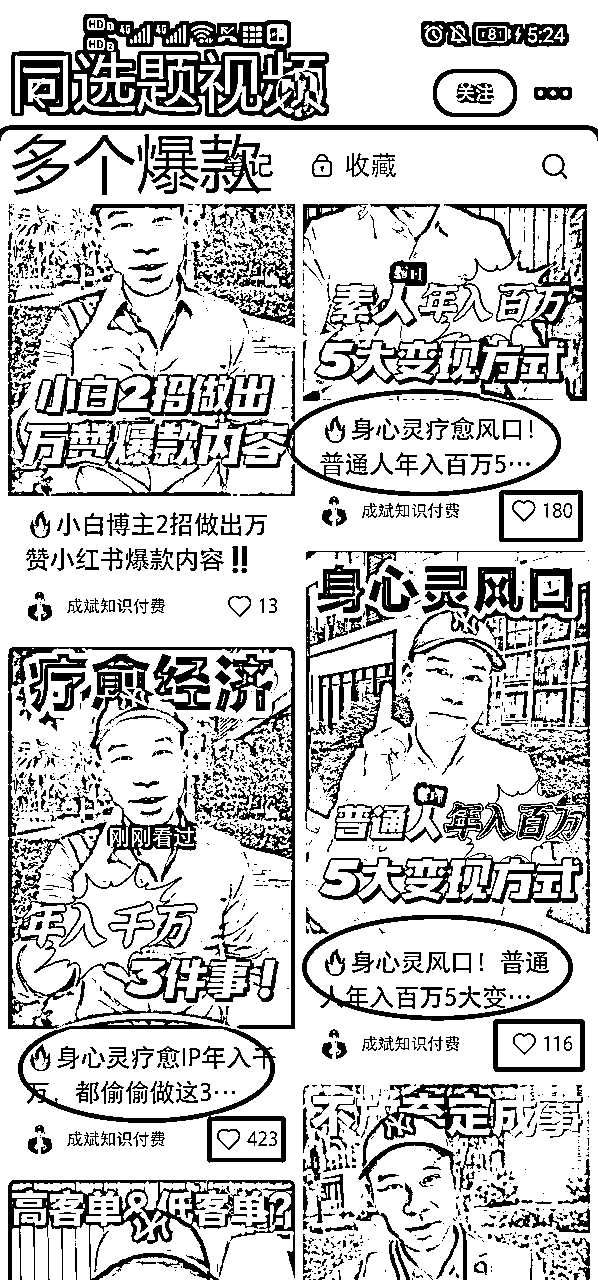 5:24
同选题视频
关注
多个爆款
笔记
收藏
小白2招做出
万赞爆款内容
🔥小白博主2招做出万
赞小红书爆款内容‼
成斌知识付费
13
素人年入百万
5大变现方式
🔥身心灵疗愈风口！
普通人年入百万5…
成斌知识付费
180
疗愈经济
刚刚看过
年入千万
3件事！
🔥身心灵疗愈IP年入千
万，都偷偷做这3…
成斌知识付费
423
身心灵风口
普通人年入百万
5大变现方式
🔥身心灵风口！普通
人年入百万5大变…
成斌知识付费
116
高客单&低客单?